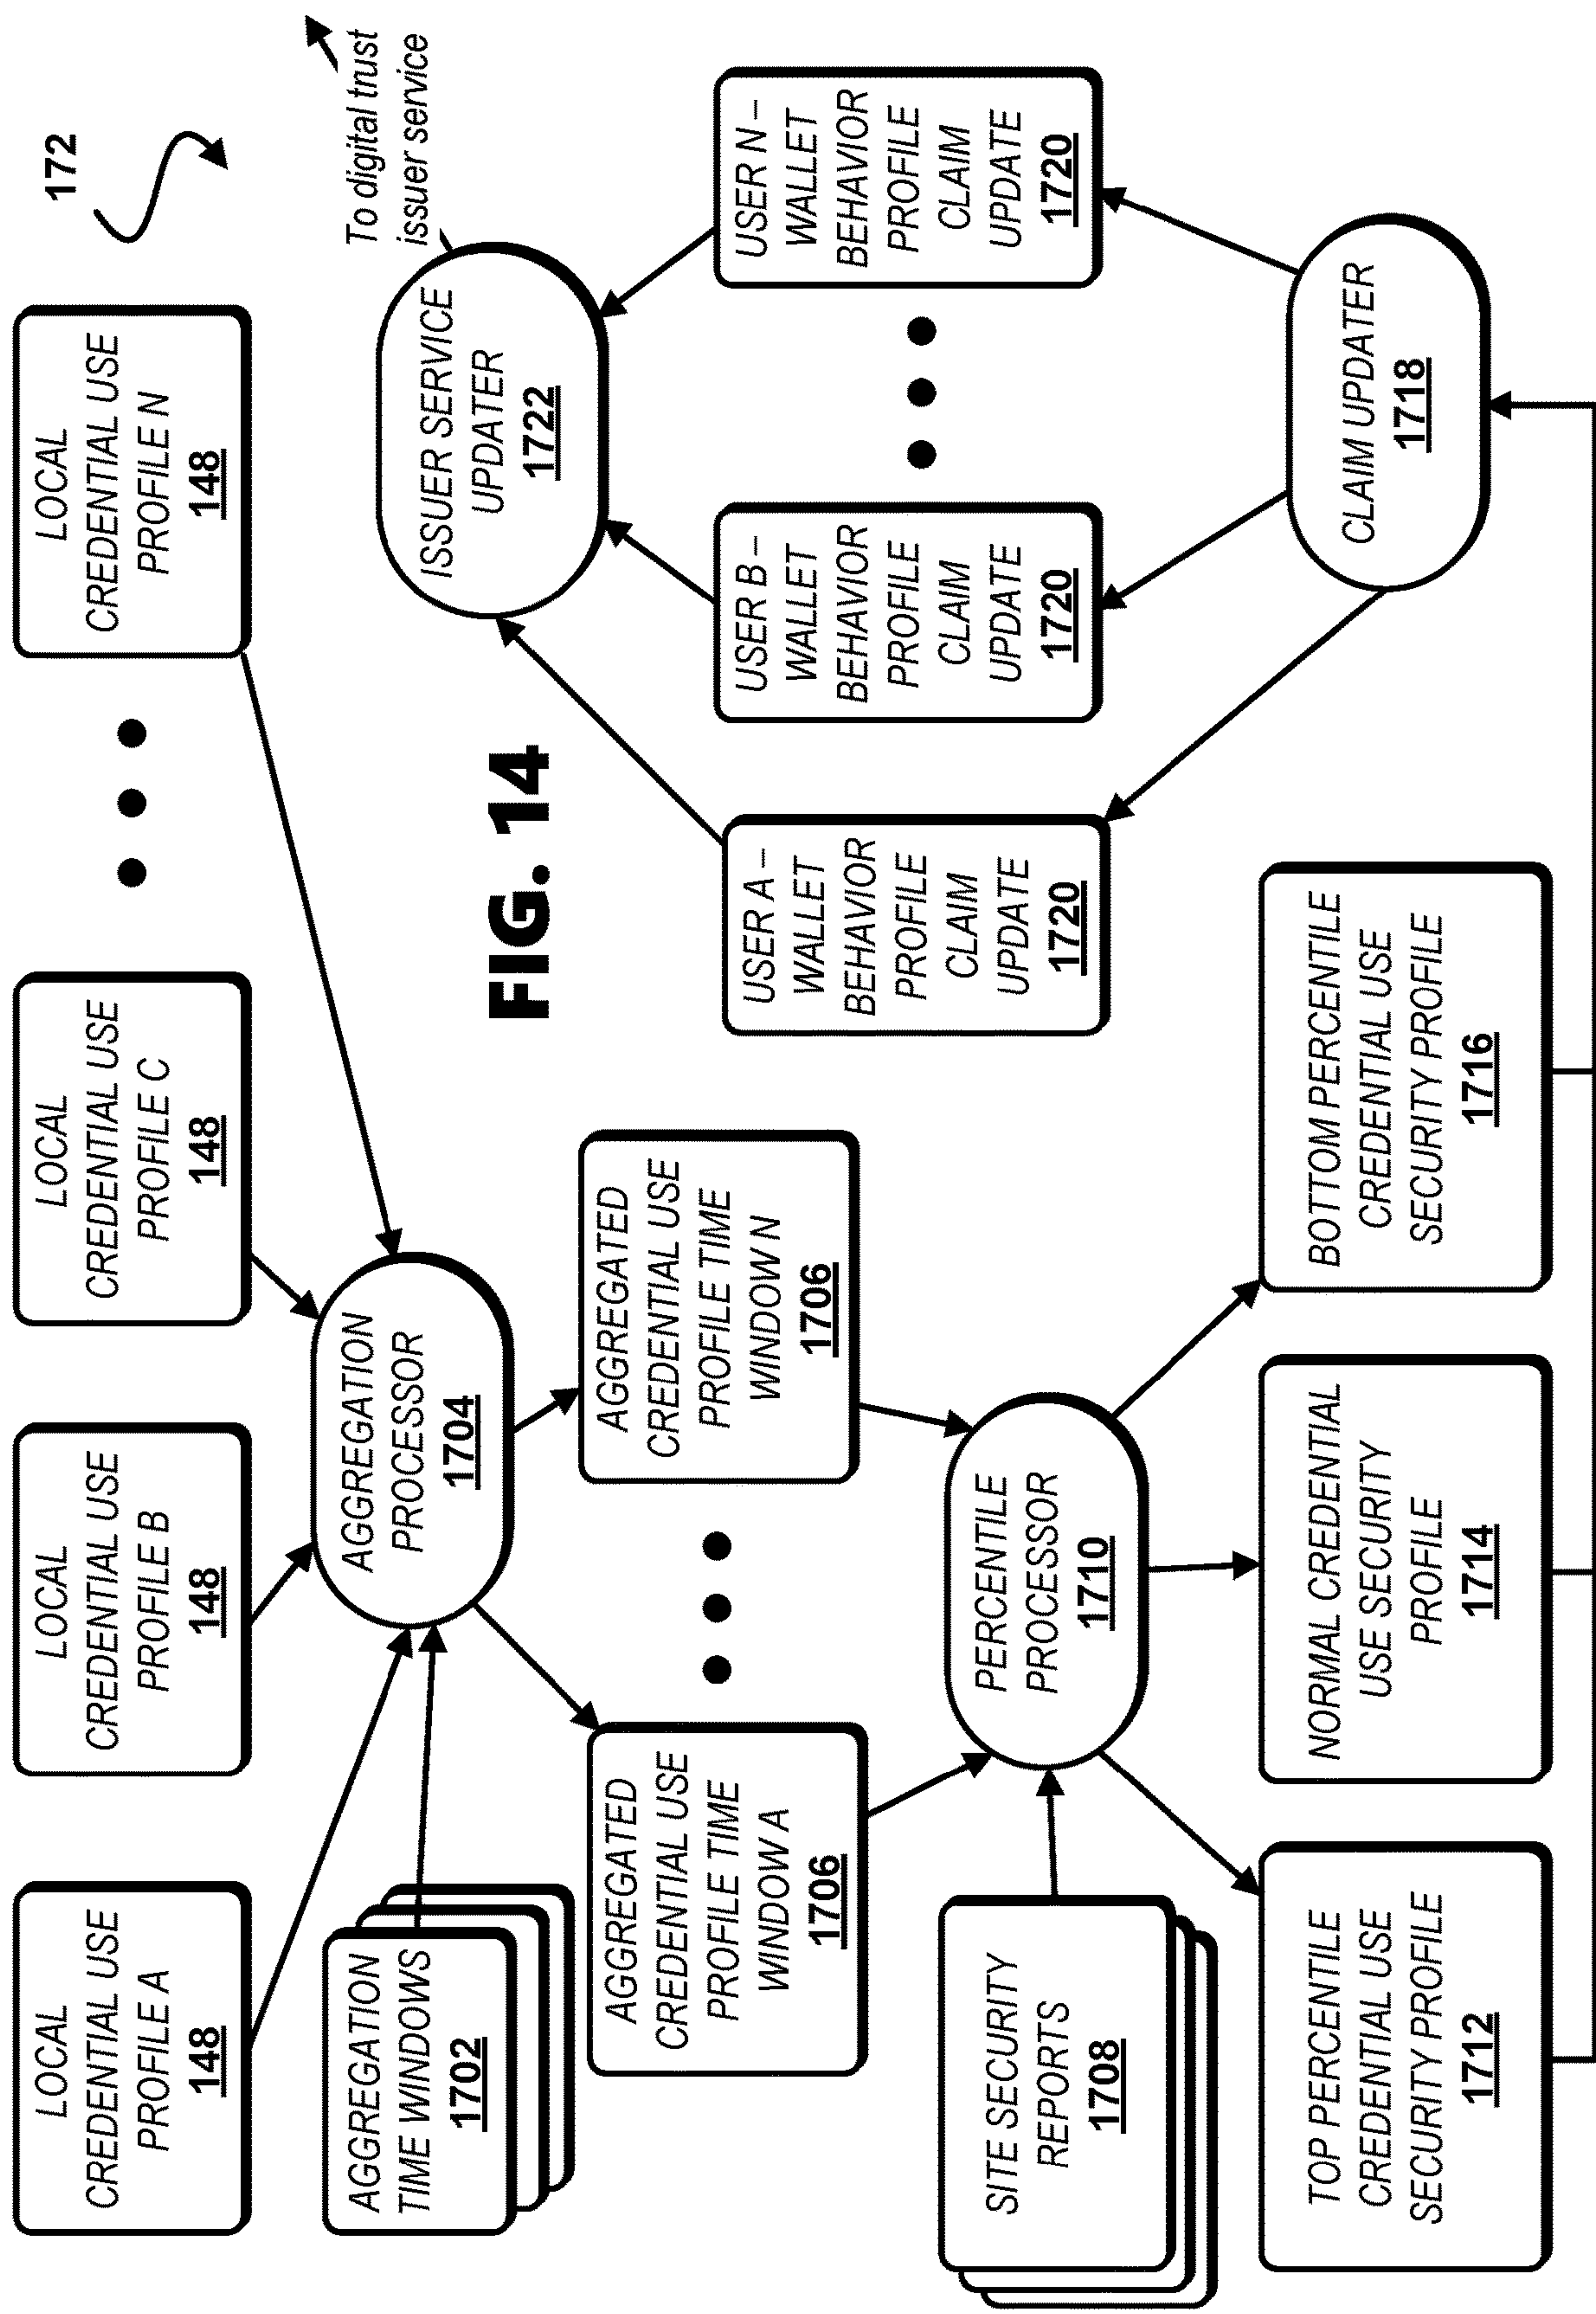 172
LOCAL
CREDENTIAL USE
PROFILE A
148
LOCAL
CREDENTIAL USE
PROFILE B
148
LOCAL
CREDENTIAL USE
PROFILE C
148
LOCAL
CREDENTIAL USE
PROFILE N
148
AGGREGATION
TIME WINDOWS
1702
AGGREGATION
PROCESSOR
1704
To digital trust
issuer service
ISSUER SERVICE
UPDATER
1722
FIG. 14
AGGREGATED
CREDENTIAL USE
PROFILE TIME
WINDOW A
1706
AGGREGATED
CREDENTIAL USE
PROFILE TIME
WINDOW N
1706
USER A –
WALLET
BEHAVIOR
PROFILE
CLAIM
UPDATE
1720
USER B –
WALLET
BEHAVIOR
PROFILE
CLAIM
UPDATE
1720
USER N –
WALLET
BEHAVIOR
PROFILE
CLAIM
UPDATE
1720
SITE SECURITY
REPORTS
1708
PERCENTILE
PROCESSOR
1710
TOP PERCENTILE
CREDENTIAL USE
SECURITY PROFILE
1712
NORMAL CREDENTIAL
USE SECURITY
PROFILE
1714
BOTTOM PERCENTILE
CREDENTIAL USE
SECURITY PROFILE
1716
CLAIM UPDATER
1718